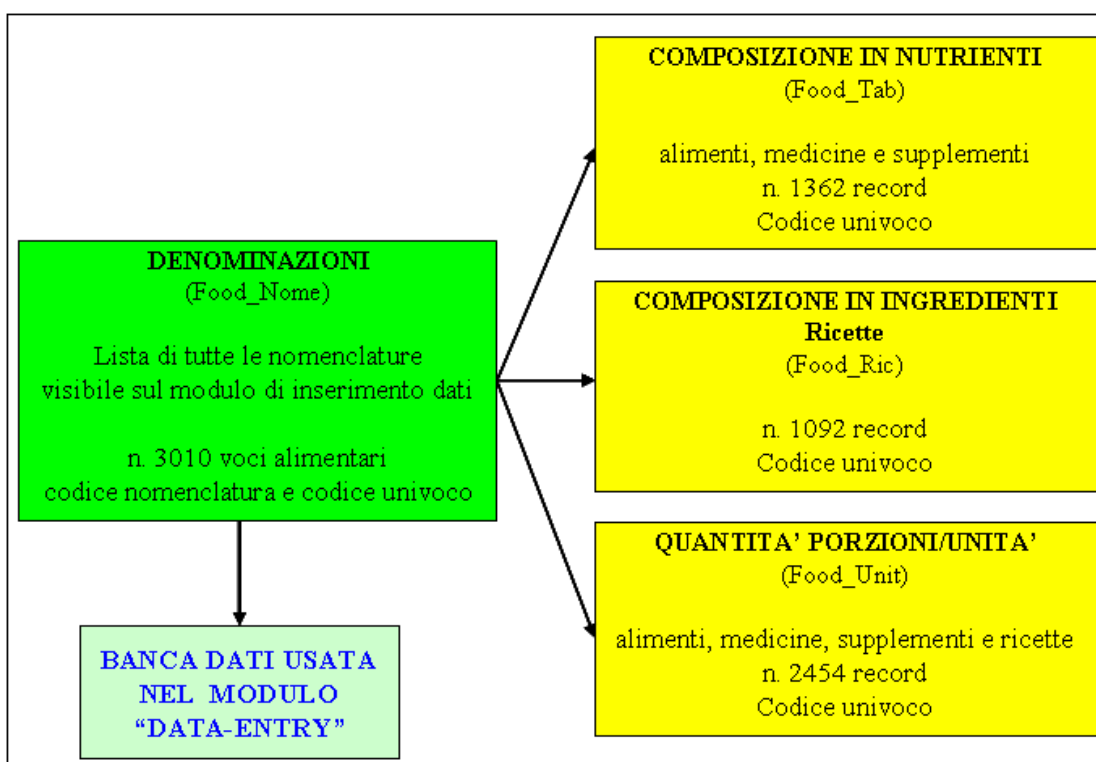 DENOMINAZIONI
(Food_Nome)
Lista di tutte le nomenclature
visibile sul modulo di inserimento dati
n. 3010 voci alimentari
codice nomenclatura e codice univoco
BANCA DATI USATA
NEL MODULO
“DATA-ENTRY”
COMPOSIZIONE IN NUTRIENTI
(Food_Tab)
alimenti, medicine e supplementi
n. 1362 record
Codice univoco
COMPOSIZIONE IN INGREDIENTI
Ricette
(Food_Ric)
n. 1092 record
Codice univoco
QUANTITA’ PORZIONI/UNITA’
(Food_Unit)
alimenti, medicine, supplementi e ricette
n. 2454 record
Codice univoco